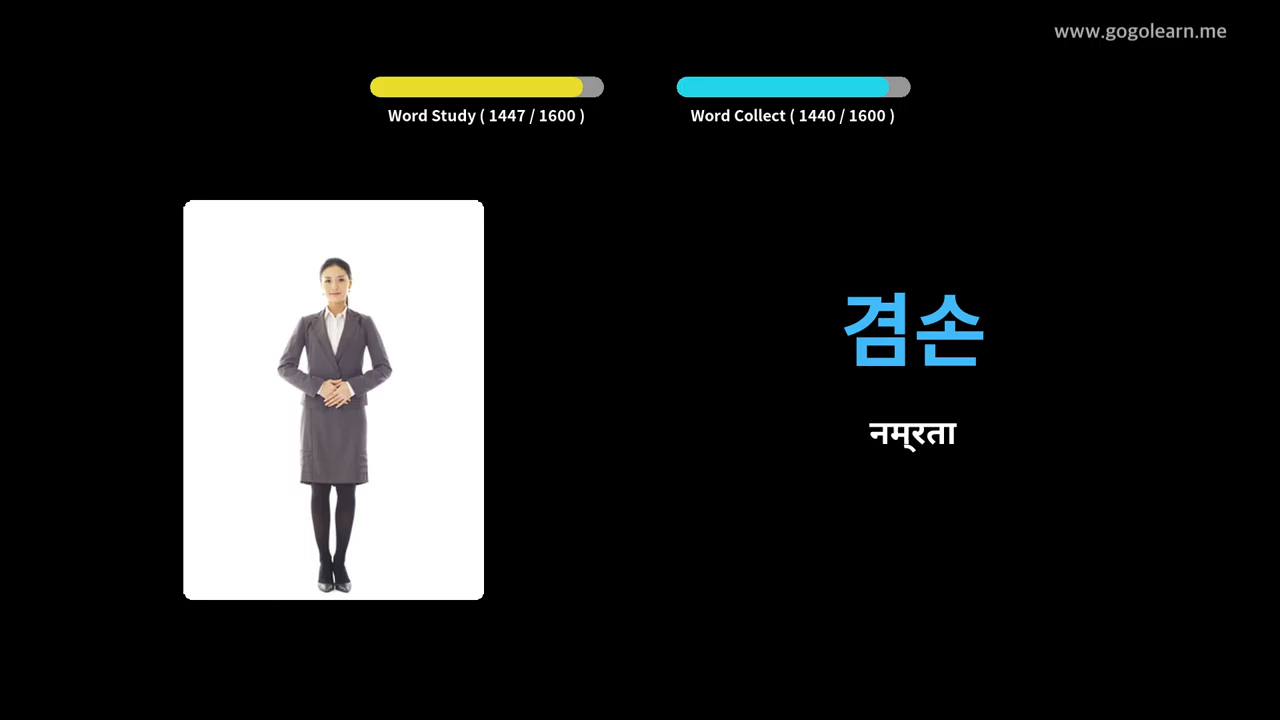 www.gogolearn.me
Word Study ( 1447 / 1600 )
Word Collect ( 1440 / 1600 )
겸손
नम्रता